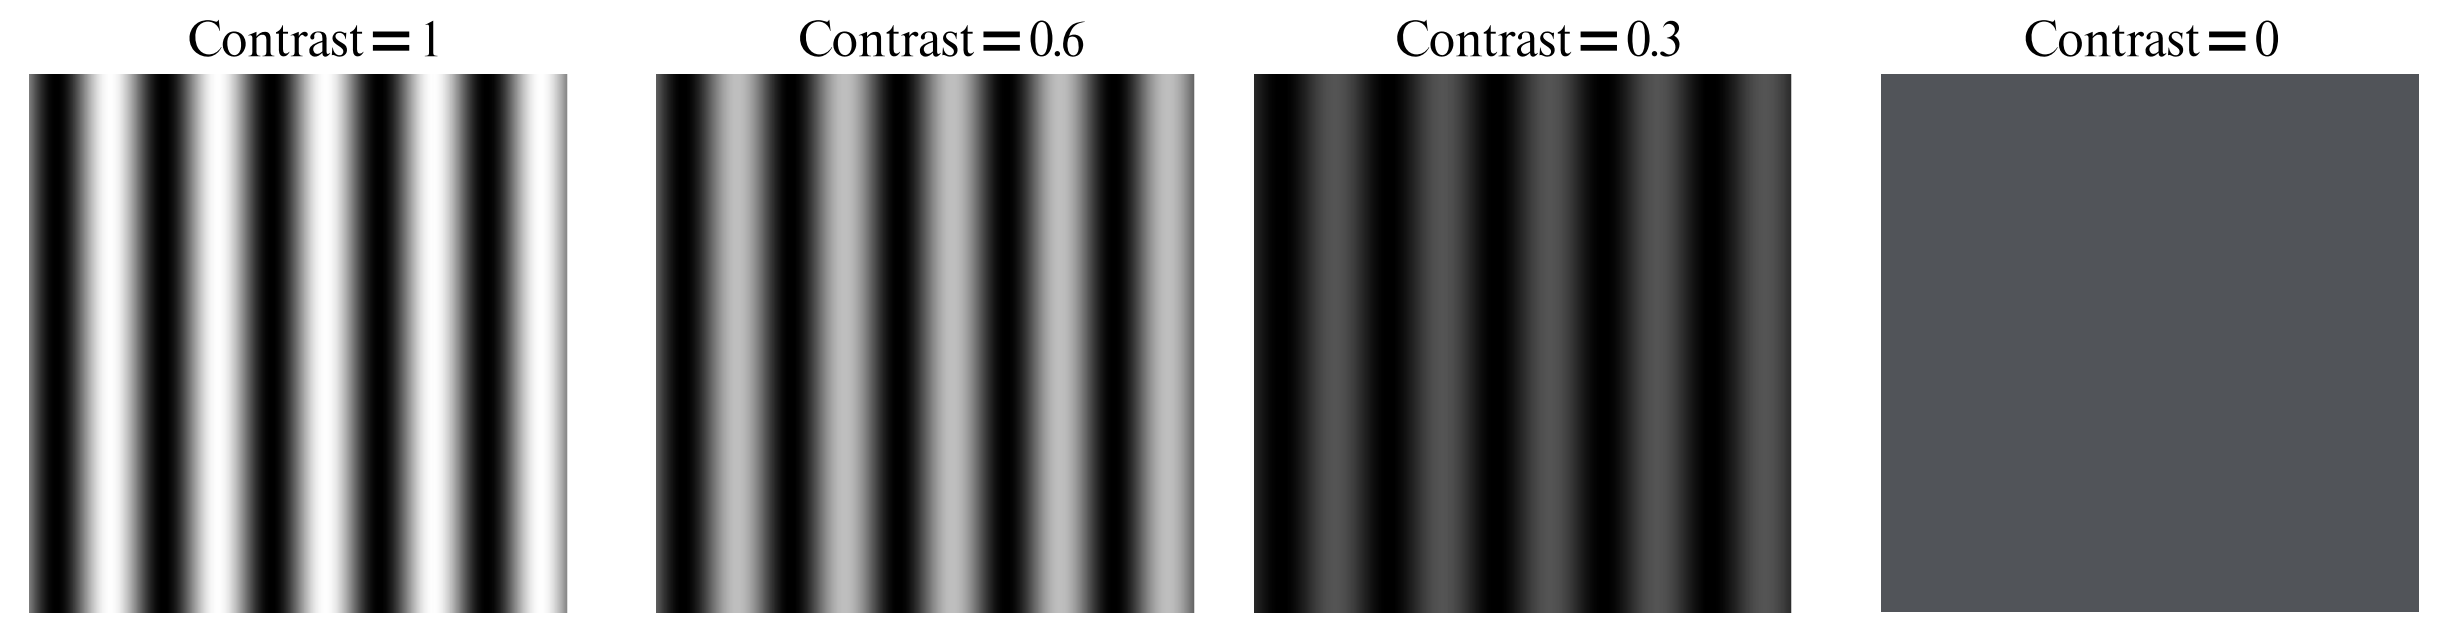 Contrast = 1
Contrast = 0.6
Contrast = 0.3
Contrast = 0